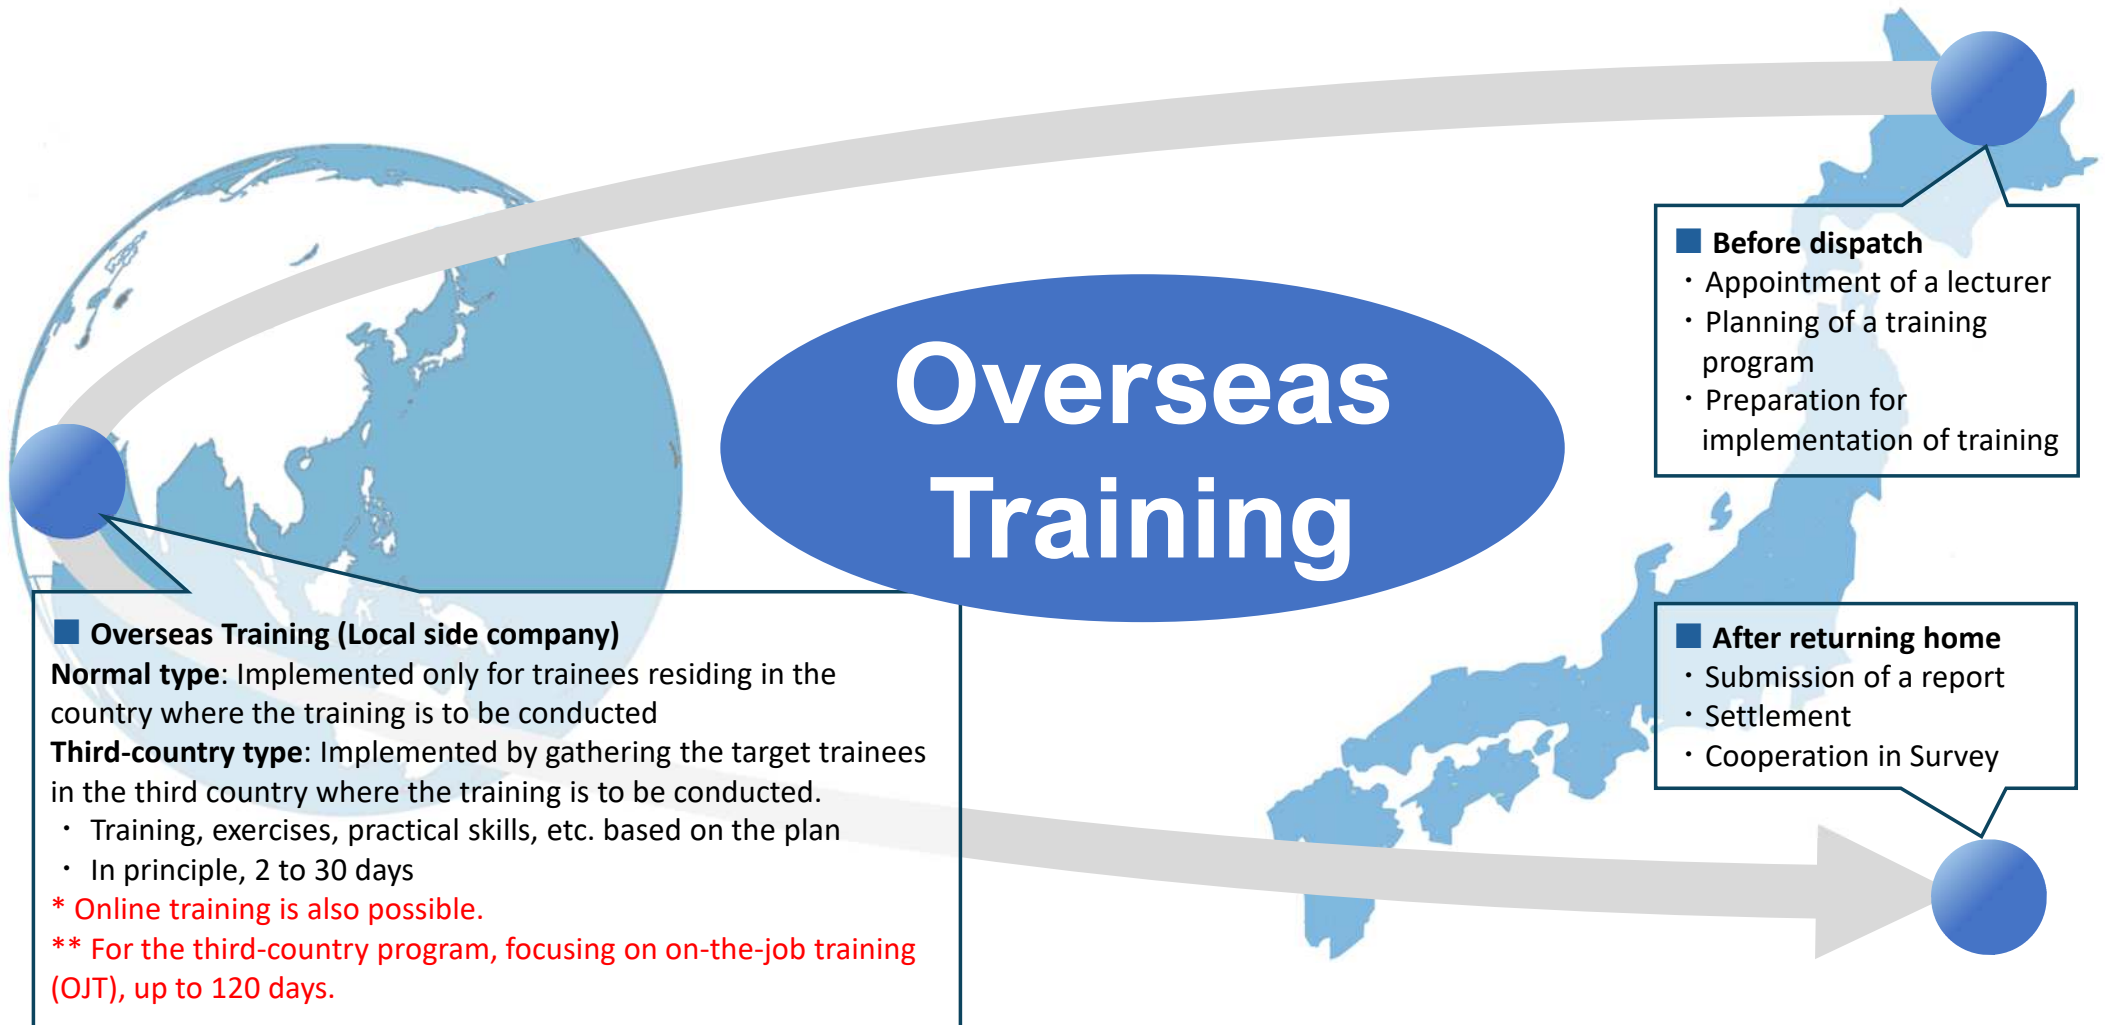 Overseas
Training
■ Before dispatch
・Appointment of a lecturer
・Planning of a training
program
・Preparation for
implementation of training
■ Overseas Training (Local side company)
Normal type: Implemented only for trainees residing in the
country where the training is to be conducted
Third-country type: Implemented by gathering the target trainees
in the third country where the training is to be conducted.
・ Training, exercises, practical skills, etc. based on the plan
・ In principle, 2 to 30 days
* Online training is also possible.
** For the third-country program, focusing on on-the-job training
(OJT), up to 120 days.
■ After returning home
・Submission of a report
・Settlement
・Cooperation in Survey